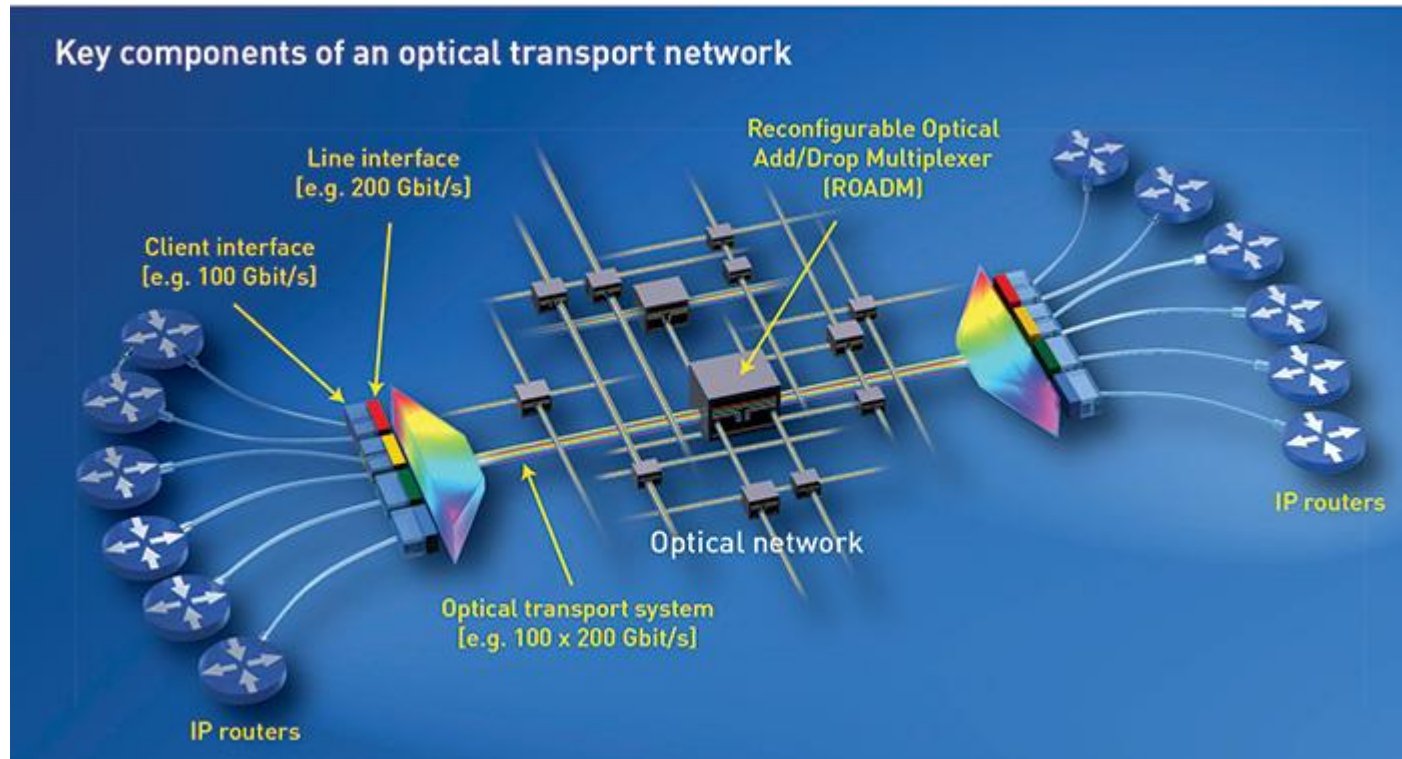 Key components of an optical transport network
Reconfigurable Optical
Add/Drop Multiplexer
(ROADM)
Line interface
[e.g. 200 Gbit/s]
Client interface
[e.g. 100 Gbit/s]
IP routers
Optical network
Optical transport system
[e.g. 100 x 200 Gbit/s]
IP routers